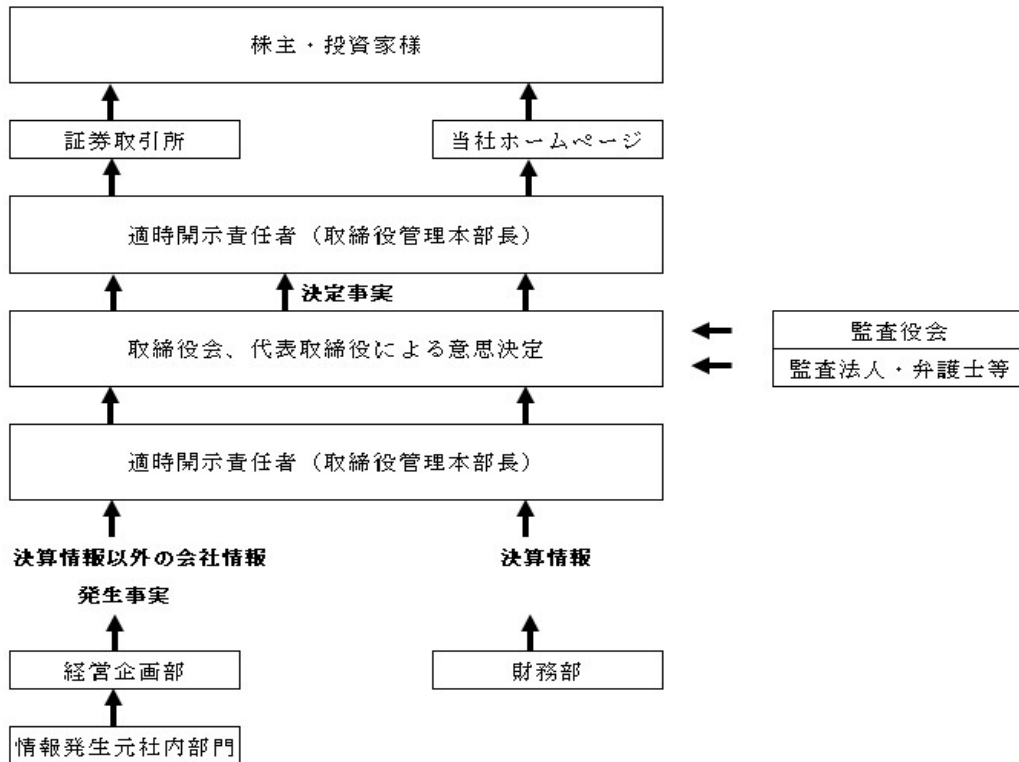 株主・投資家様
証券取引所
当社ホームページ
適時開示責任者（取締役管理本部長）
決定事実
取締役会、代表取締役による意思決定
監査役会
監査法人・弁護士等
適時開示責任者（取締役管理本部長）
決算情報以外の会社情報
決算情報
発生事実
経営企画部
財務部
情報発生元社内部門